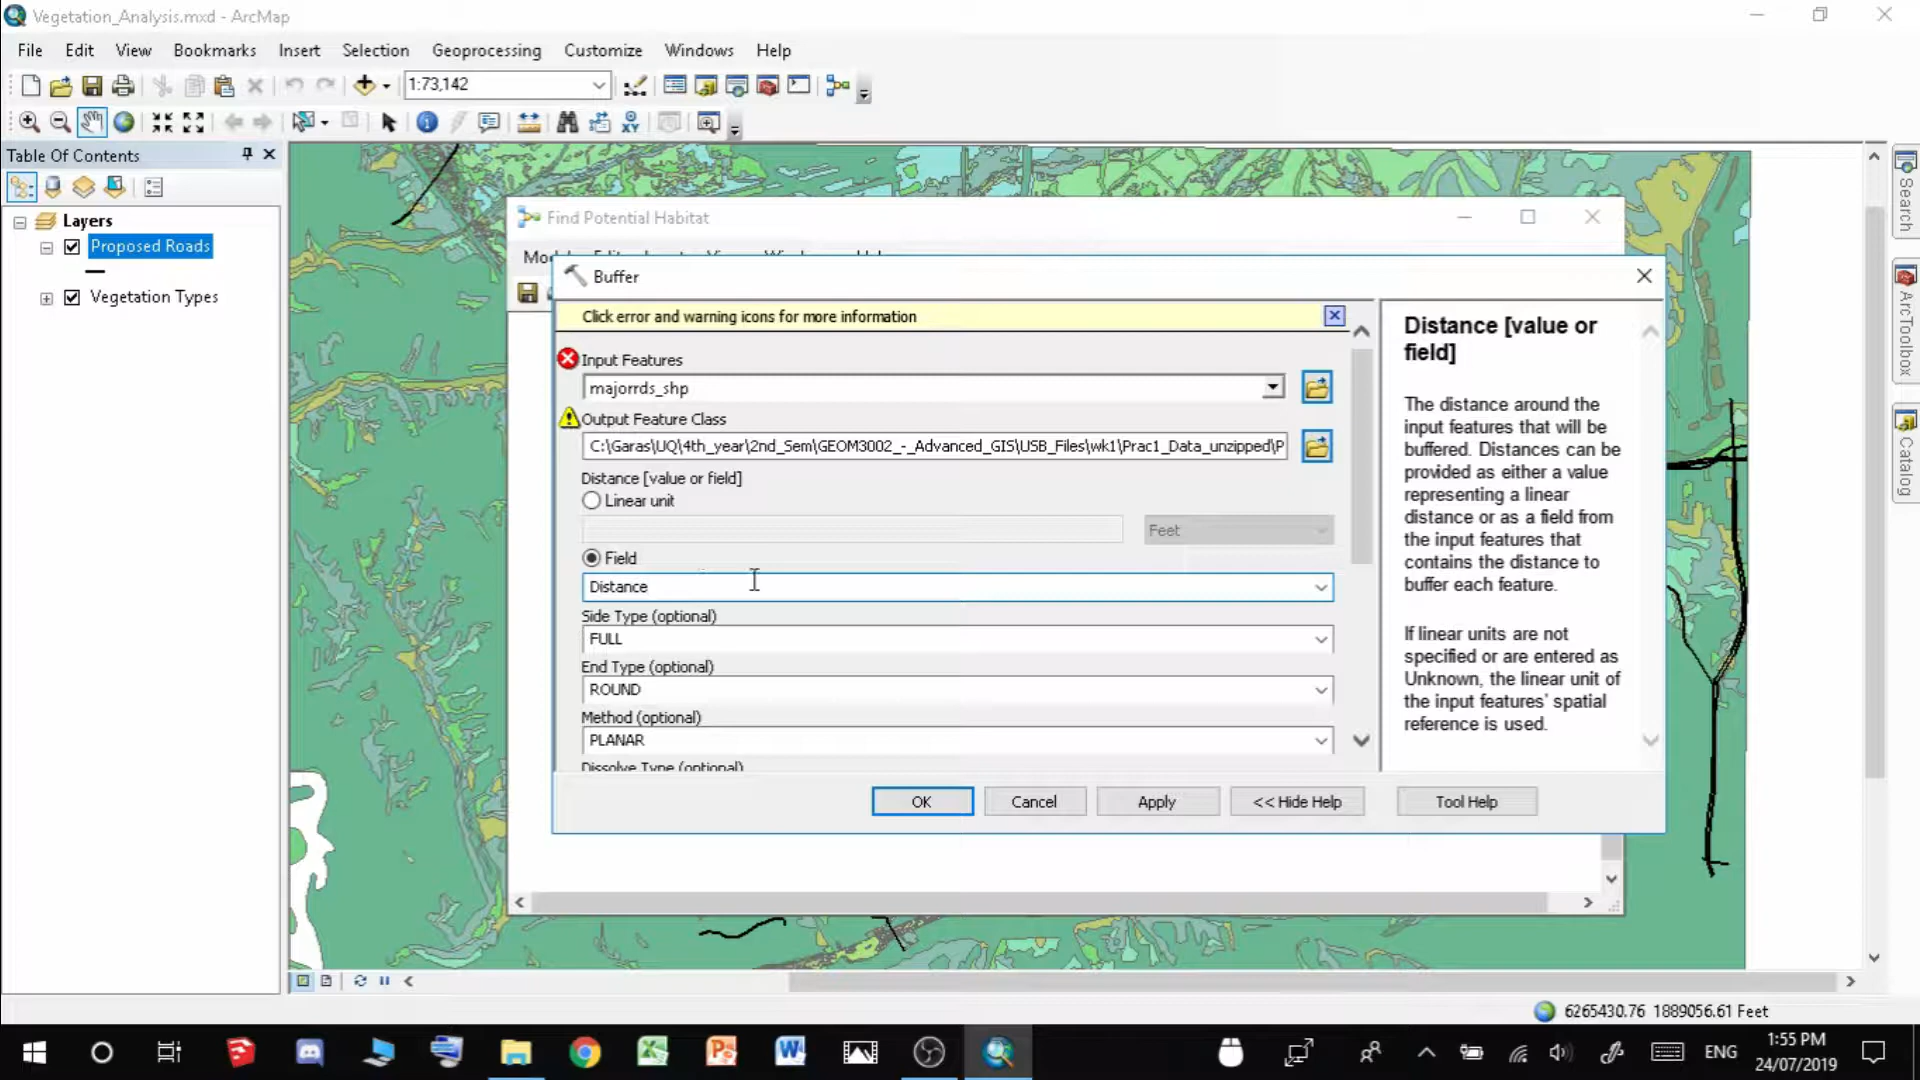 Vegetation_Analysis.mxd - ArcMap
File Edit View Bookmarks Insert Selection Geoprocessing Customize Windows Help
1:73,142
Table Of Contents
Layers
Proposed Roads
Vegetation Types
Find Potential Habitat
Buffer
Click error and warning icons for more information
Input Features
majorrds_shp
Output Feature Class
C:\Garas\UQ\4th_year\2nd_Sem\GEOM3002_-_Advanced_GIS\USB_Files\wk1\Prac1_Data_unzipped\P
Distance [value or field]
Linear unit
Feet
Field
Distance
Side Type (optional)
FULL
End Type (optional)
ROUND
Method (optional)
PLANAR
Dissolve Type (optional)
OK Cancel Apply << Hide Help Tool Help
Distance [value or
field]
The distance around the
input features that will be
buffered. Distances can be
provided as either a value
representing a linear
distance or as a field from
the input features that
contains the distance to
buffer each feature.
If linear units are not
specified or are entered as
Unknown, the linear unit of
the input features' spatial
reference is used.
Search
ArcToolbox
Catalog
6265430.76 1889056.61 Feet
ENG
1:55 PM
24/07/2019